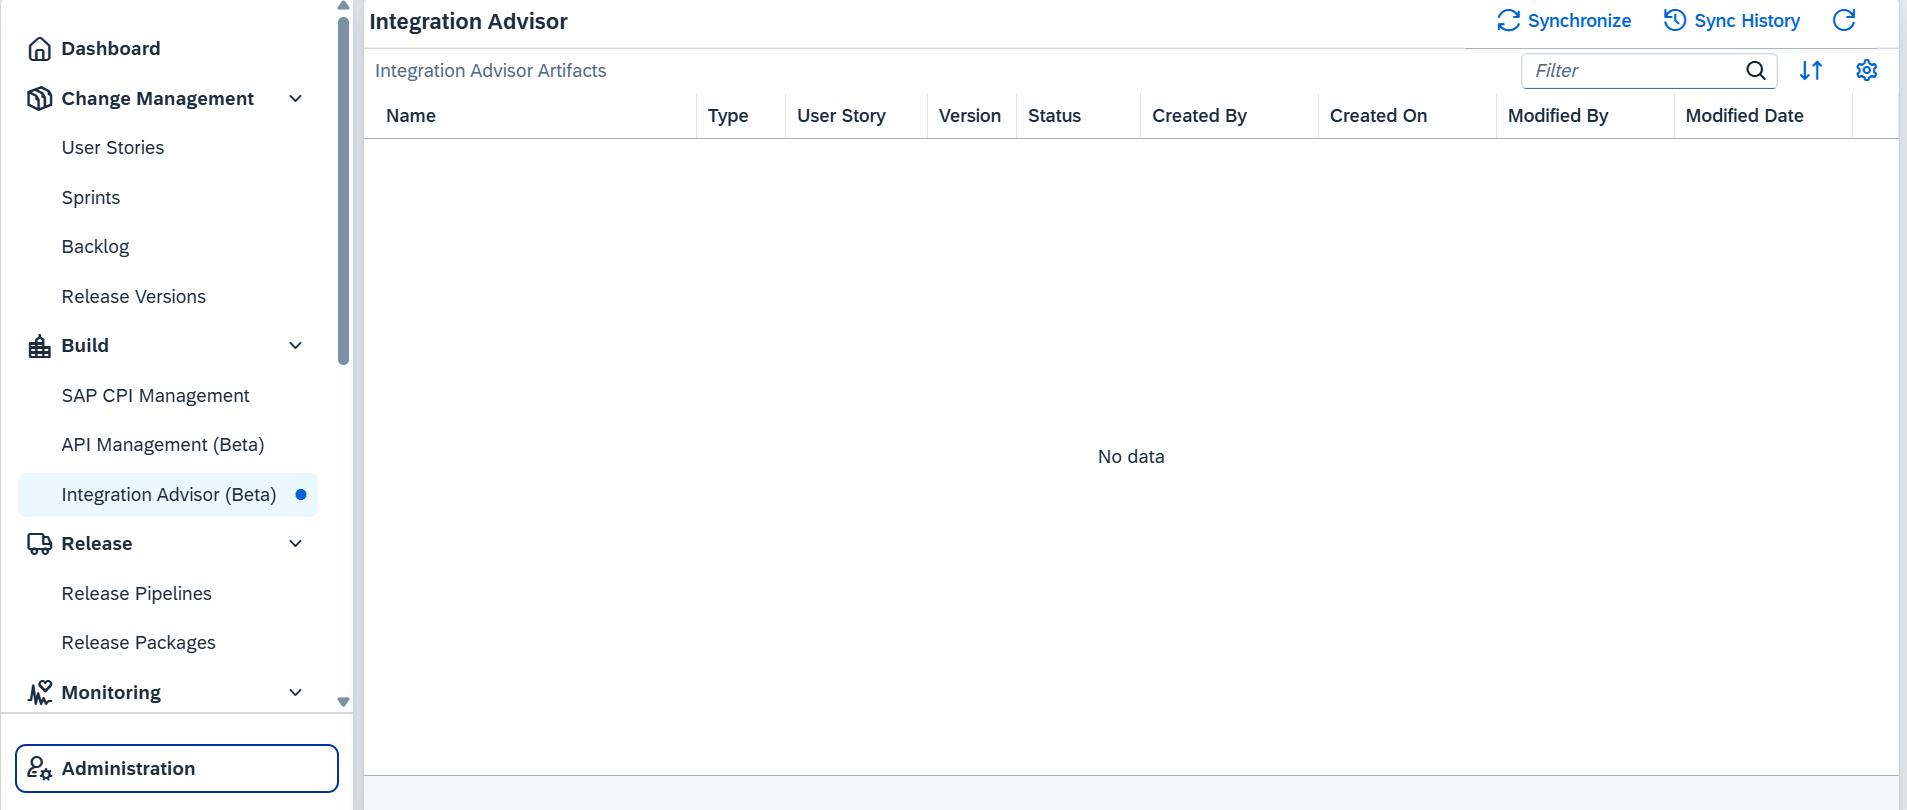 Dashboard
Change Management
User Stories
Sprints
Backlog
Release Versions
Build
SAP CPI Management
API Management (Beta)
Integration Advisor (Beta)
Release
Release Pipelines
Release Packages
Monitoring
Administration
Integration Advisor
Synchronize
Sync History
Integration Advisor Artifacts
Filter
Name Type User Story Version Status Created By Created On Modified By Modified Date
No data